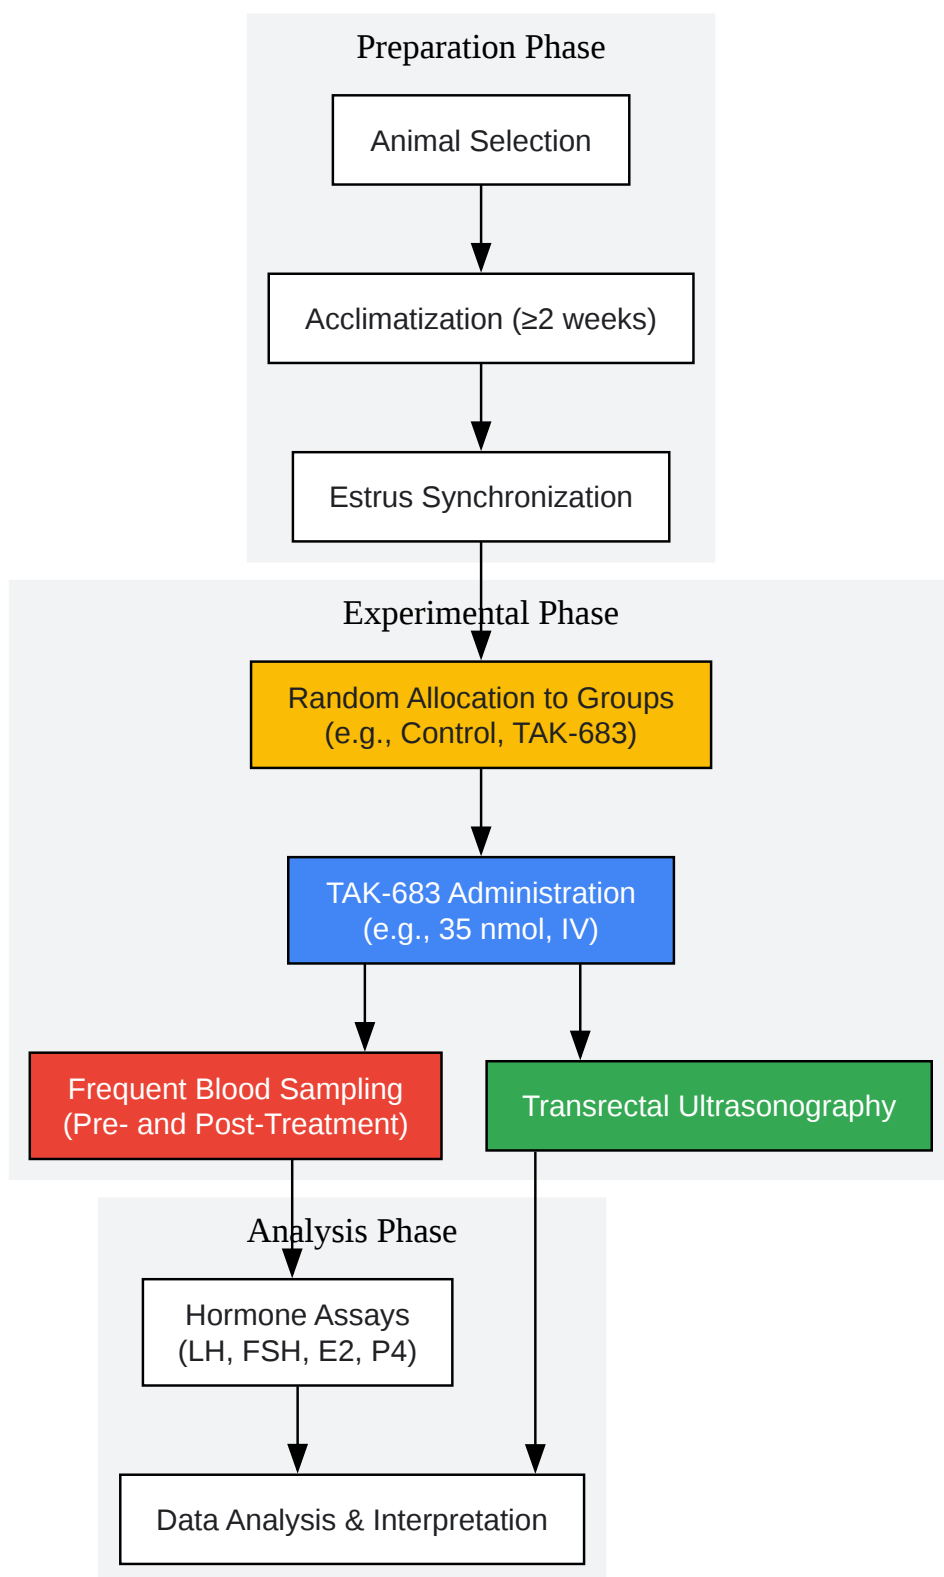 Preparation Phase
Animal Selection
Acclimatization (≥2 weeks)
Estrus Synchronization
Experimental Phase
Random Allocation to Groups
(e.g., Control, TAK-683)
TAK-683 Administration
(e.g., 35 nmol, IV)
Frequent Blood Sampling
(Pre- and Post-Treatment)
Transrectal Ultrasonography
Analysis Phase
Hormone Assays
(LH, FSH, E2, P4)
Data Analysis & Interpretation